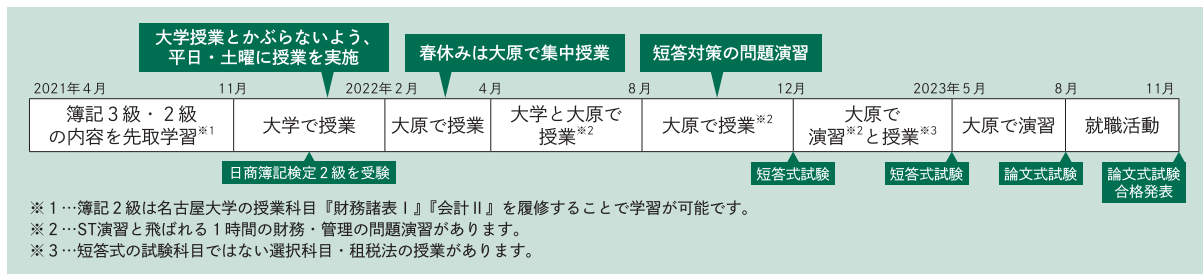 大学授業とかぶらないよう、
平日・土曜に授業を実施
春休みは大原で集中授業
短答対策の問題演習
2021年4月
11月
2022年2月
4月
8月
12月
2023年5月
8月
11月
簿記3級・2級
の内容を先取学習※1
大学で授業
大原で授業
大学と大原で
授業※2
大原で授業※2
大原で
演習※2と授業※3
大原で演習
就職活動
日商簿記検定2級を受験
短答式試験
短答式試験
論文式試験
論文式試験
合格発表
※1…簿記2級は名古屋大学の授業科目『財務諸表Ⅰ』『会計Ⅱ』を履修することで学習が可能です。
※2…ST演習と飛ばれる1時間の財務・管理の問題演習があります。
※3…短答式の試験科目ではない選択科目・租税法の授業があります。